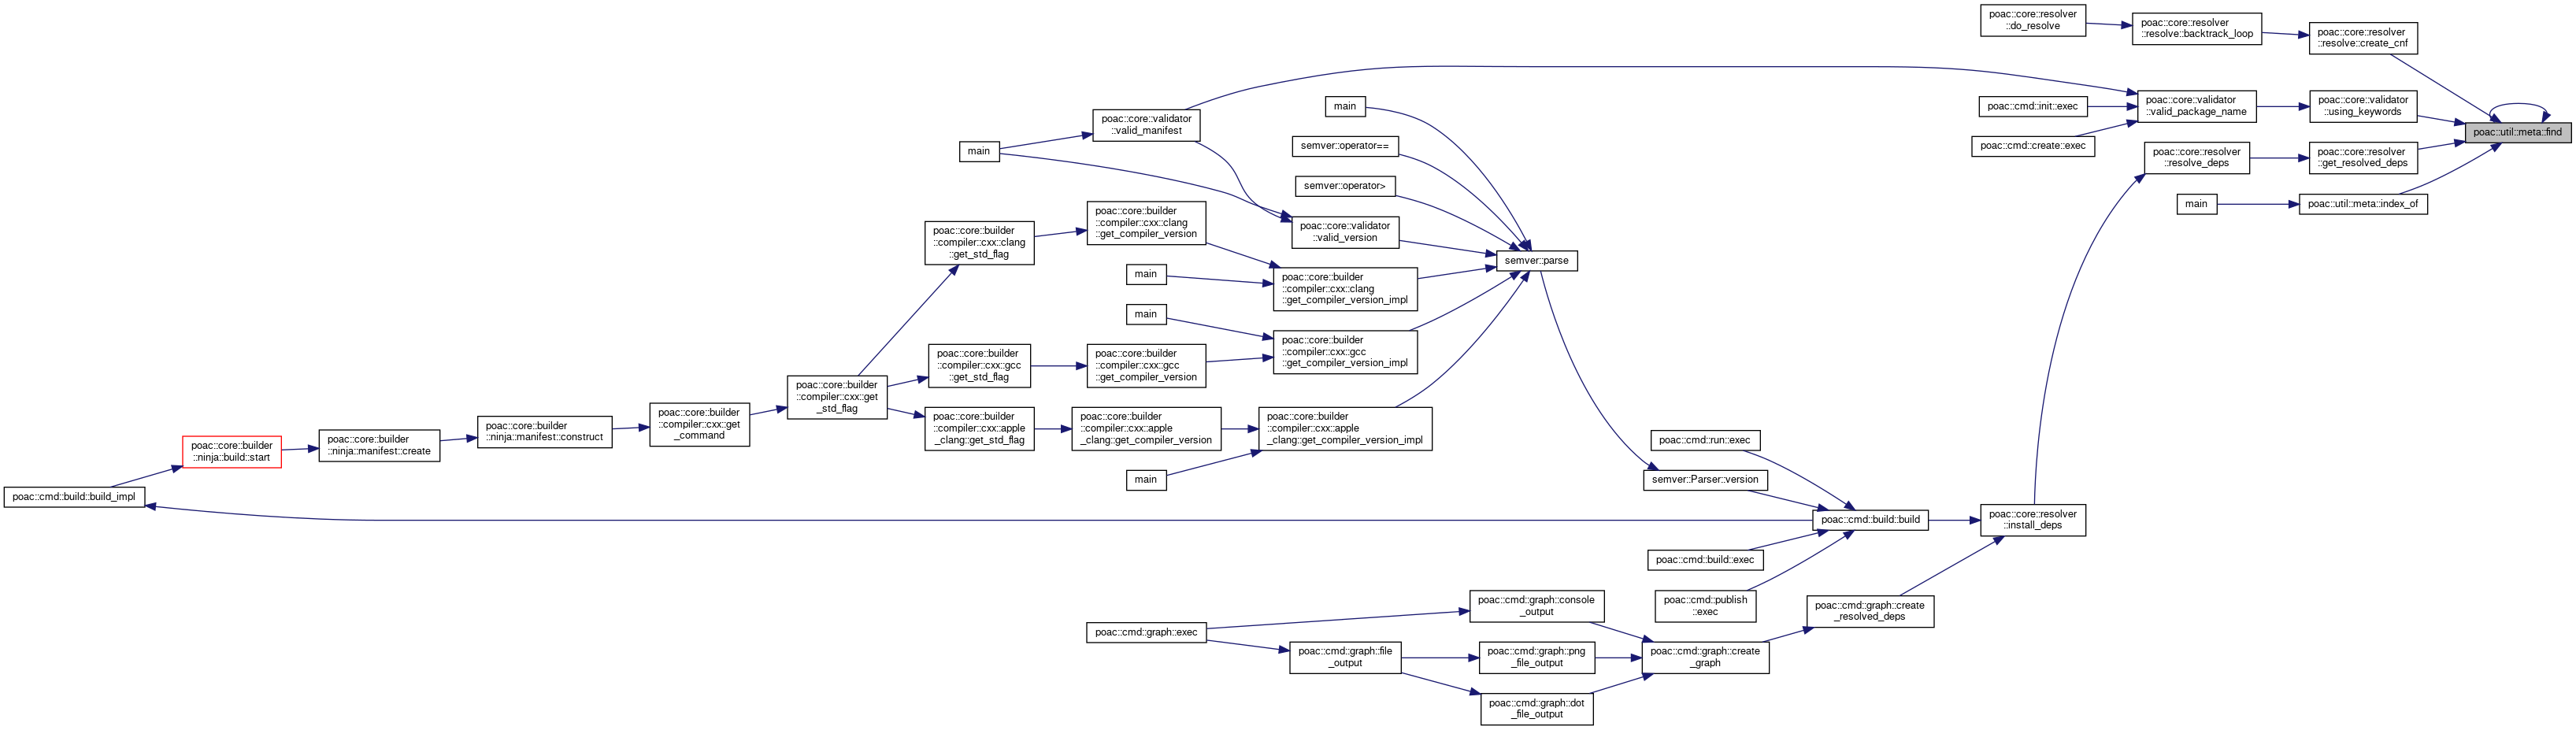 poac::core::resolver
::do_resolve
poac::core::resolver
::resolve::backtrack_loop
poac::core::resolver
::resolve::create_cnf
poac::core::validator
::valid_manifest
main
poac::cmd::init::exec
poac::core::validator
::valid_package_name
poac::core::validator
::using_keywords
poac::util::meta::find
main
semver::operator==
poac::cmd::create::exec
poac::core::resolver
::resolve_deps
poac::core::resolver
::get_resolved_deps
semver::operator>
main
poac::util::meta::index_of
poac::core::builder
::compiler::cxx::clang
::get_std_flag
poac::core::builder
::compiler::cxx::clang
::get_compiler_version
poac::core::validator
::valid_version
semver::parse
main
poac::core::builder
::compiler::cxx::clang
::get_compiler_version_impl
main
poac::core::builder
::compiler::cxx::gcc
::get_std_flag
poac::core::builder
::compiler::cxx::gcc
::get_compiler_version
poac::core::builder
::compiler::cxx::gcc
::get_compiler_version_impl
poac::core::builder
::compiler::cxx::get
_std_flag
poac::core::builder
::compiler::cxx::get
_command
poac::core::builder
::compiler::cxx::apple
_clang::get_std_flag
poac::core::builder
::compiler::cxx::apple
_clang::get_compiler_version
poac::core::builder
::compiler::cxx::apple
_clang::get_compiler_version_impl
poac::core::builder
::ninja::build::start
poac::core::builder
::ninja::manifest::create
poac::core::builder
::ninja::manifest::construct
main
poac::cmd::run::exec
semver::Parser::version
poac::cmd::build::build_impl
poac::cmd::build::build
poac::core::resolver
::install_deps
poac::cmd::build::exec
poac::cmd::publish
::exec
poac::cmd::graph::console
_output
poac::cmd::graph::create
_resolved_deps
poac::cmd::graph::exec
poac::cmd::graph::file
_output
poac::cmd::graph::png
_file_output
poac::cmd::graph::create
_graph
poac::cmd::graph::dot
_file_output
main